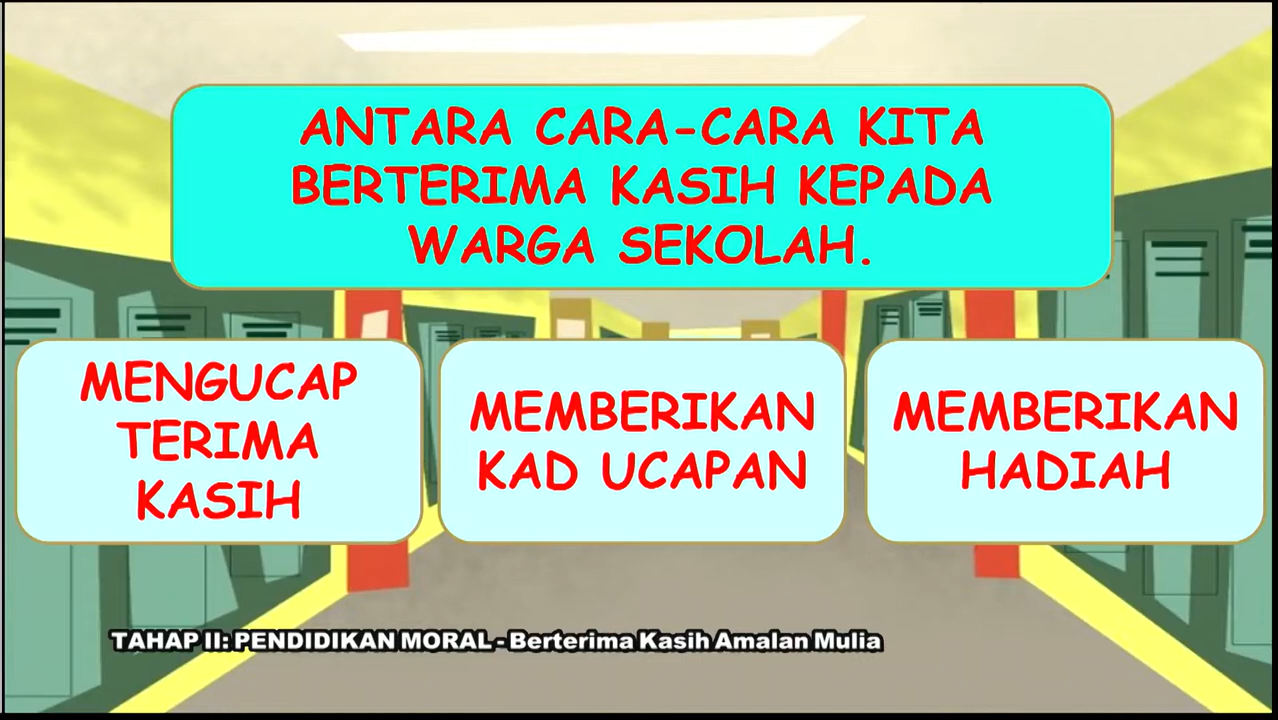 ANTARA CARA-CARA KITA
BERTERIMA KASIH KEPADA
WARGA SEKOLAH.
MENGUCAP
TERIMA
KASIH
MEMBERIKAN
KAD UCAPAN
MEMBERIKAN
HADIAH
TAHAP II: PENDIDIKAN MORAL - Berterima Kasih Amalan Mulia